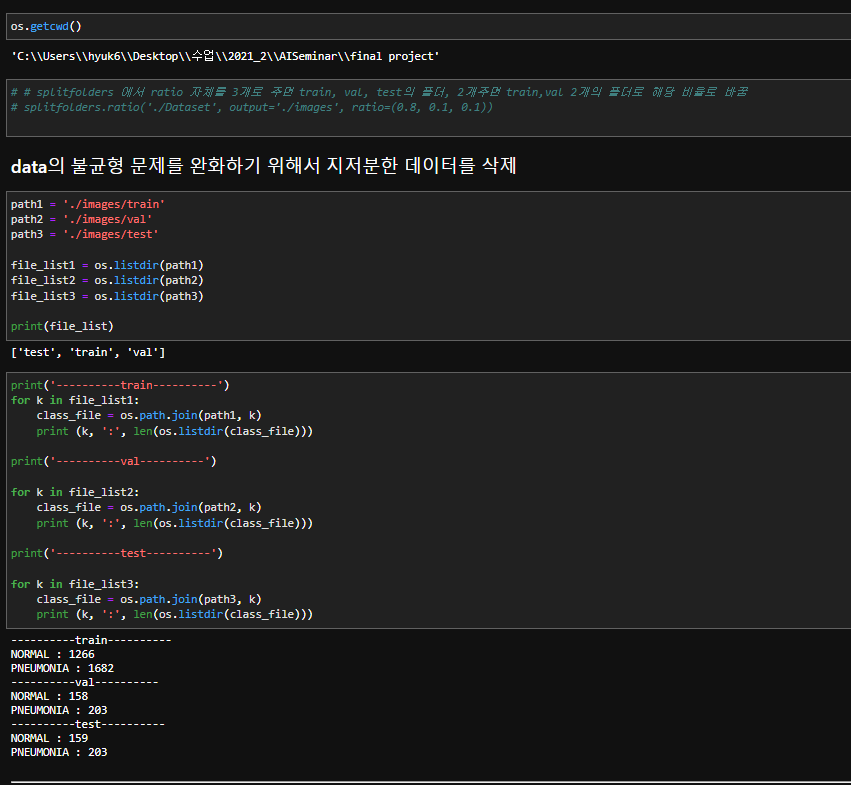 os.getcwd()
'C:\\Users\\hyuk6\\Desktop\\수업\\2021_2\\AISeminar\\final project'
# # splitfolders 에서 ratio 자체를 3개로 주면 train, val, test의 폴더, 2개주면 train,val 2개의 폴더로 해당 비율로 바꿈
# splitfolders.ratio('./Dataset', output='./images', ratio=(0.8, 0.1, 0.1))
data의 불균형 문제를 완화하기 위해서 지저분한 데이터를 삭제
path1 = './images/train'
path2 = './images/val'
path3 = './images/test'
file_list1 = os.listdir(path1)
file_list2 = os.listdir(path2)
file_list3 = os.listdir(path3)
print(file_list)
['test', 'train', 'val']
print('----------train----------')
for k in file_list1:
    class_file = os.path.join(path1, k)
    print (k, ':', len(os.listdir(class_file)))
print('----------val----------')
for k in file_list2:
    class_file = os.path.join(path2, k)
    print (k, ':', len(os.listdir(class_file)))
print('----------test----------')
for k in file_list3:
    class_file = os.path.join(path3, k)
    print (k, ':', len(os.listdir(class_file)))
----------train----------
NORMAL : 1266
PNEUMONIA : 1682
----------val----------
NORMAL : 158
PNEUMONIA : 203
----------test----------
NORMAL : 159
PNEUMONIA : 203